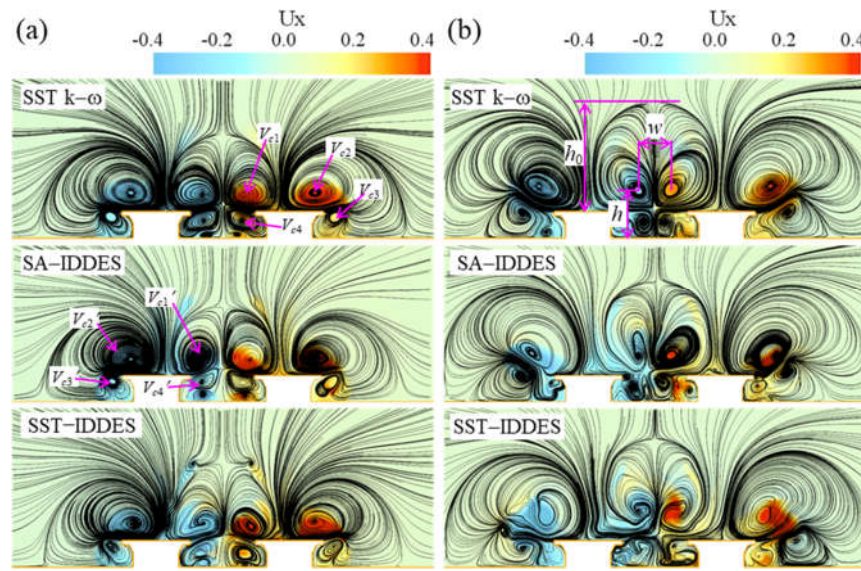 (a) Ux (b) Ux
-0.4 -0.2 0.0 0.2 0.4 -0.4 -0.2 0.0 0.2 0.4
SST k−ω SST k−ω
Vc1 Vc2 w
h0
Vc3
Vc4 h
SA−IDDES SA−IDDES
Vc2′ Vc1′
Vc3′ Vc4′
SST−IDDES SST−IDDES